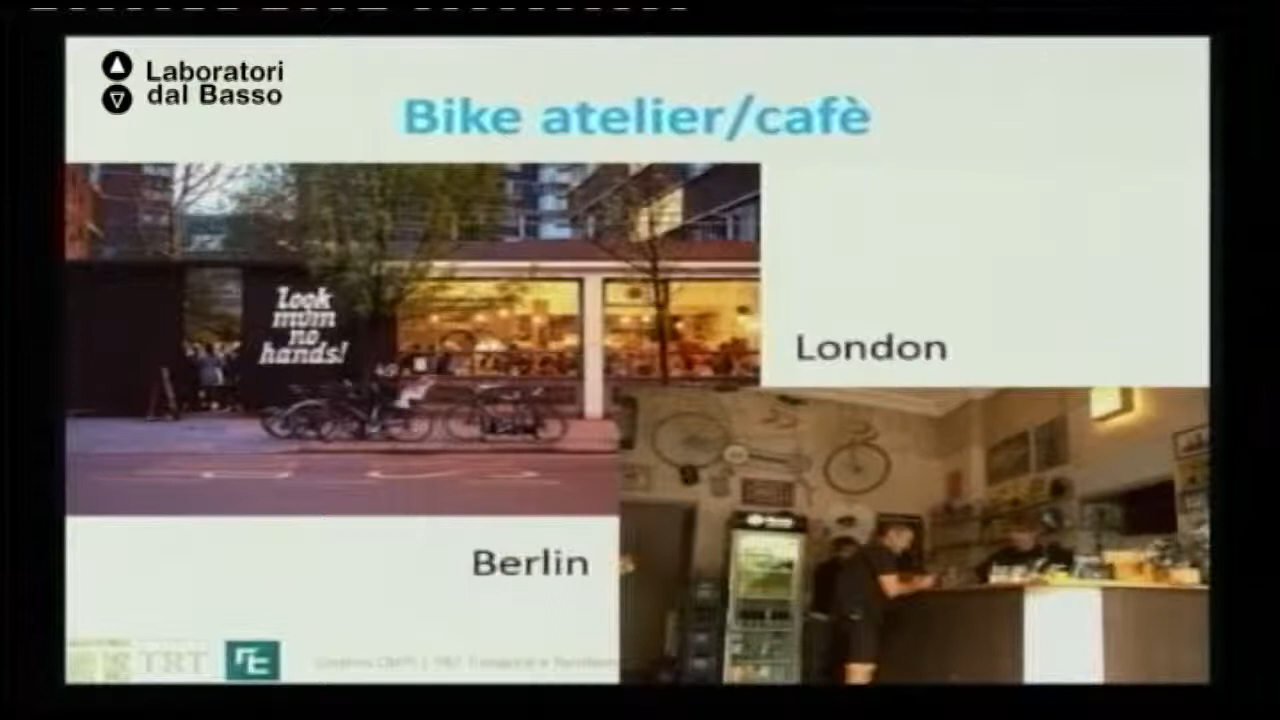 Laboratori
dal Basso
Bike atelier/cafè
Look
mum
no
hands!
London
Berlin
TRT